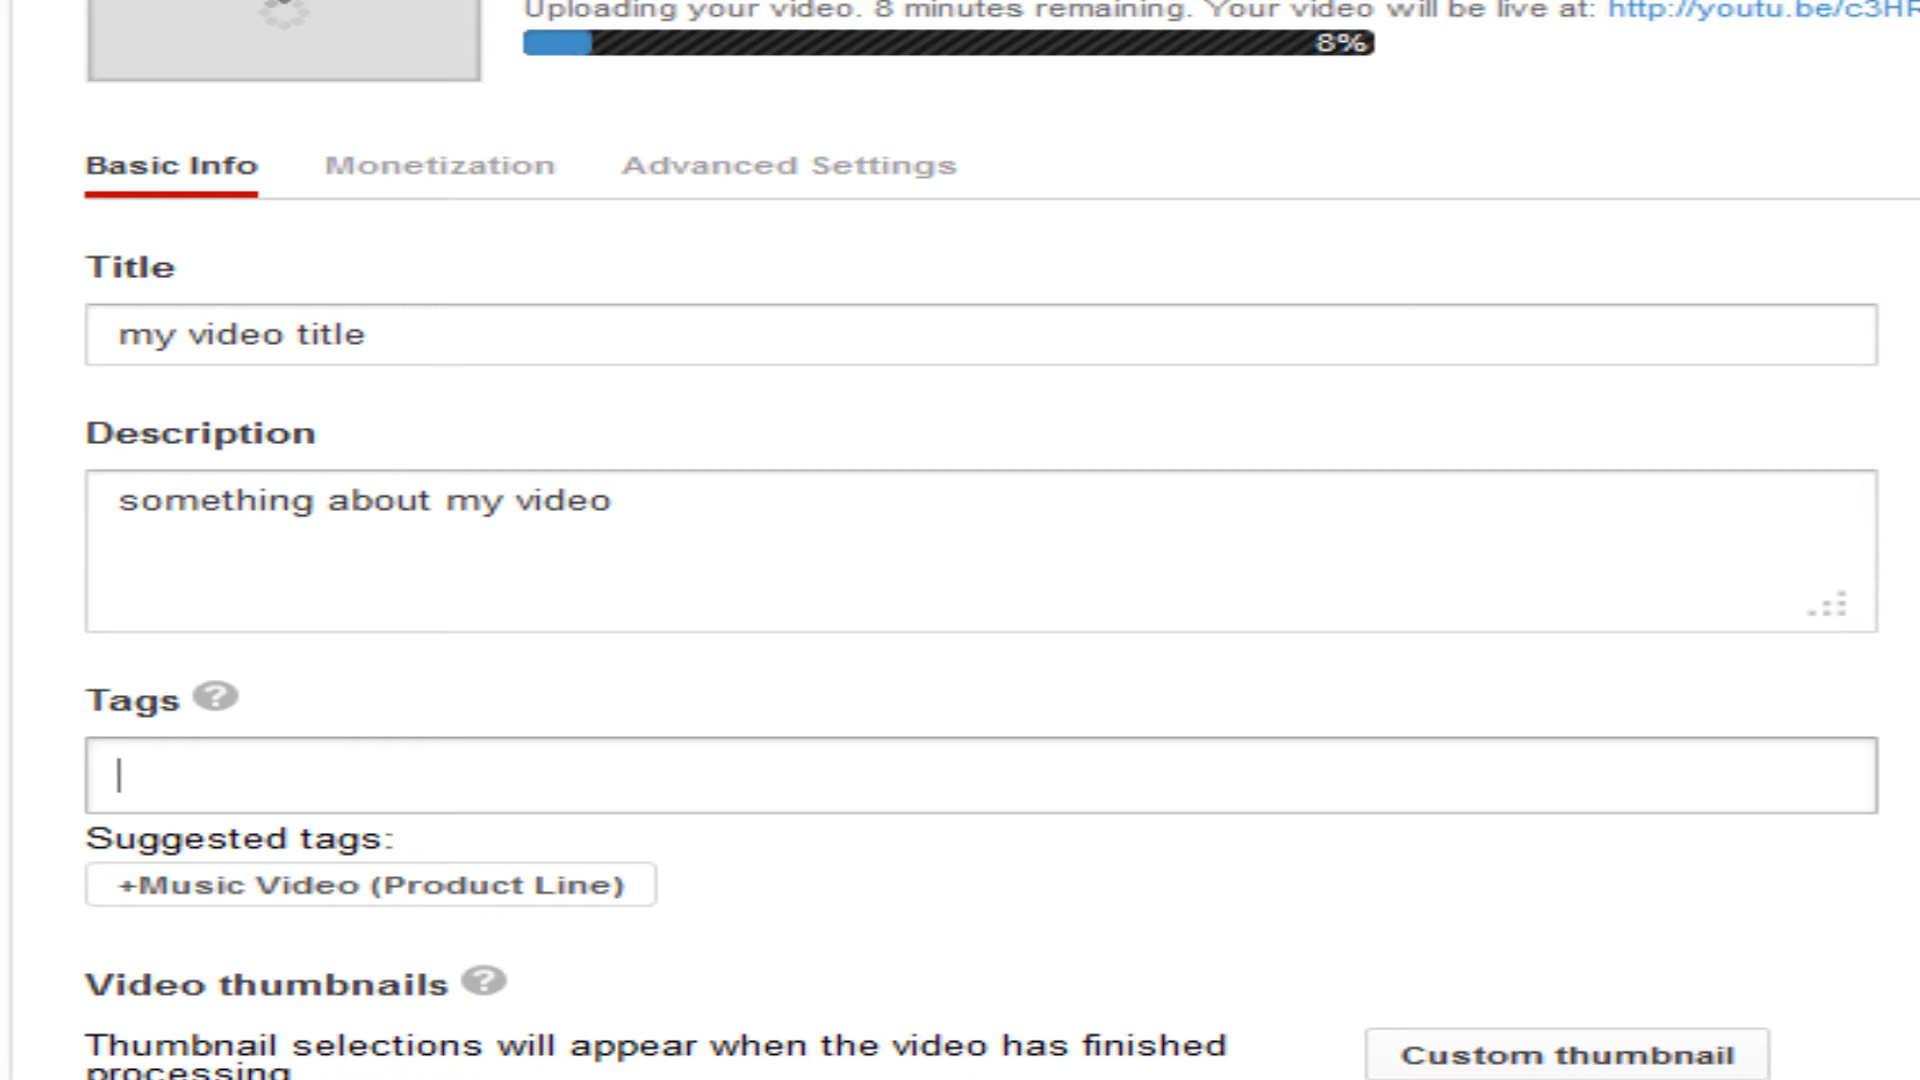 Uploading your video. 8 minutes remaining. Your video will be live at: http://youtu.be/c3HR
8%
Basic Info Monetization Advanced Settings
Title
my video title
Description
something about my video
Tags ?
Suggested tags:
+Music Video (Product Line)
Video thumbnails ?
Thumbnail selections will appear when the video has finished
processing.
Custom thumbnail